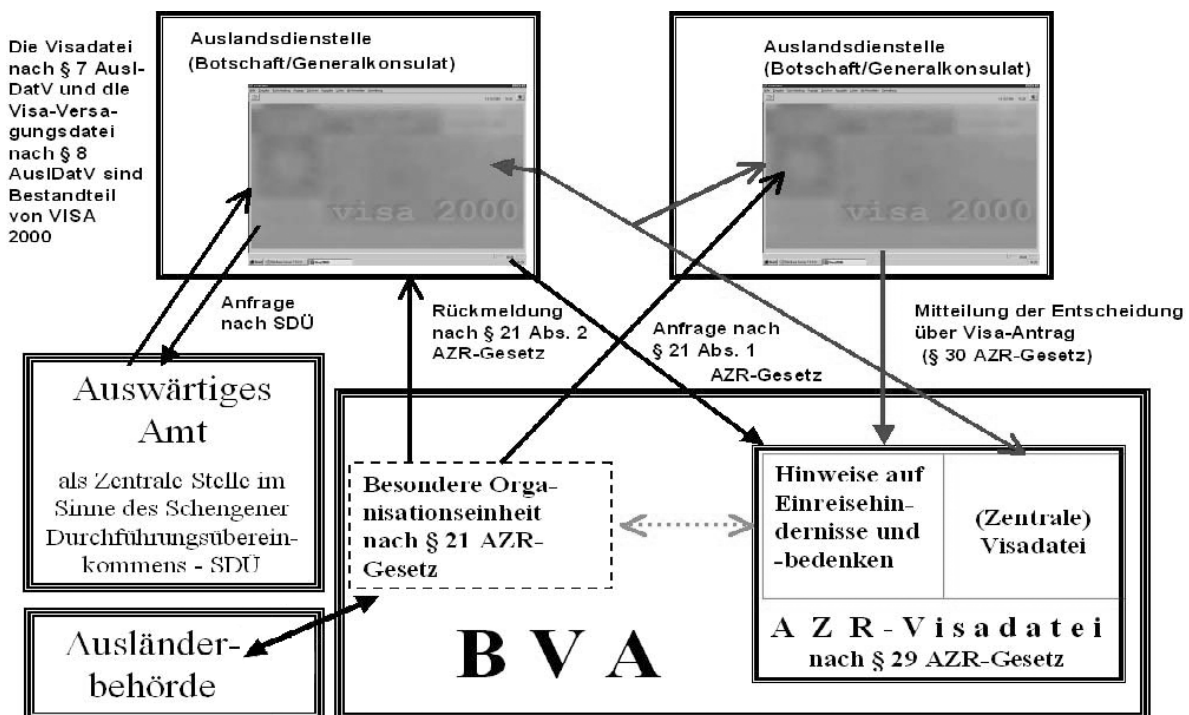 Die Visadatei
nach § 7 Ausl-
DatV und die
Visa-Versa-
gungsdatei
nach § 8
AuslDatV sind
Bestandteil
von VISA
2000
Auslandsdienstelle
(Botschaft/Generalkonsulat)
visa 2000
Auslandsdienstelle
(Botschaft/Generalkonsulat)
visa 2000
Anfrage
nach SDÜ
Rückmeldung
nach § 21 Abs. 2
AZR-Gesetz
Anfrage nach
§ 21 Abs. 1
AZR-Gesetz
Mitteilung der Entscheidung
über Visa-Antrag
(§ 30 AZR-Gesetz)
Auswärtiges
Amt
als Zentrale Stelle im
Sinne des Schengener
Durchführungsüberein-
kommens - SDÜ
Besondere Orga-
nisationseinheit
nach § 21 AZR-
Gesetz
Hinweise auf
Einreisehin-
dernisse und
-bedenken
(Zentrale)
Visadatei
AZR-Visadatei
nach § 29 AZR-Gesetz
BVA
Ausländer-
behörde